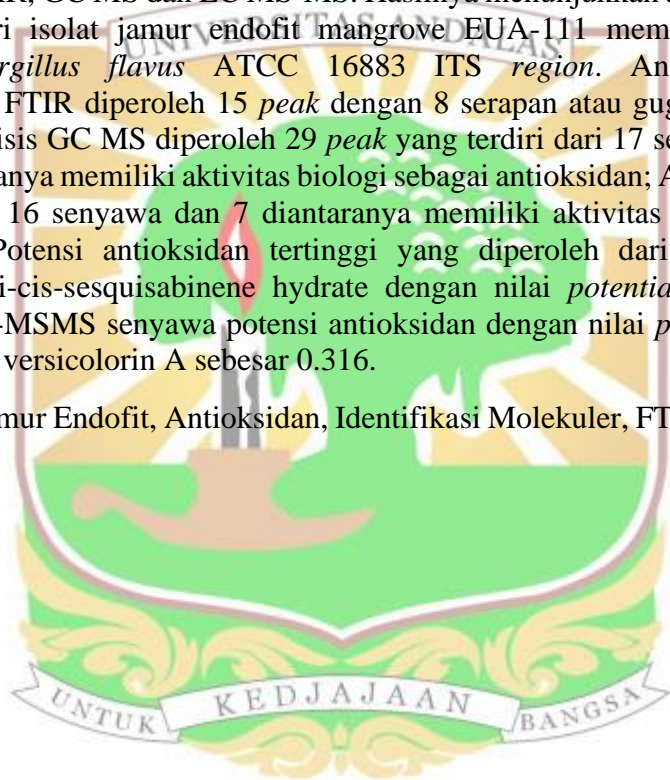 GC MS dan LC MS-MS. Hasilnya menunjukkan
ri isolat jamur endofit mangrove EUA-111 mem
UNIVERSITAS ANDALAS
rgillus flavus ATCC 16883 ITS region. An
FTIR diperoleh 15 peak dengan 8 serapan atau gug
isis GC MS diperoleh 29 peak yang terdiri dari 17 se
anya memiliki aktivitas biologi sebagai antioksidan; A
16 senyawa dan 7 diantaranya memiliki aktivitas
Potensi antioksidan tertinggi yang diperoleh dari
i-cis-sesquisabinene hydrate dengan nilai potentia
-MSMS senyawa potensi antioksidan dengan nilai p
versicolorin A sebesar 0.316.
mur Endofit, Antioksidan, Identifikasi Molekuler, FT
UNTUK KEDJAJAAN BANGSA